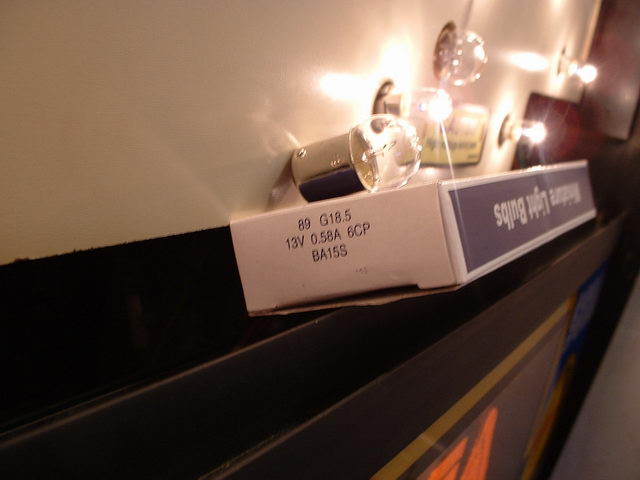 89 G18.5
13V 0.58A 6CP
BA15S
Miniature Light Bulbs